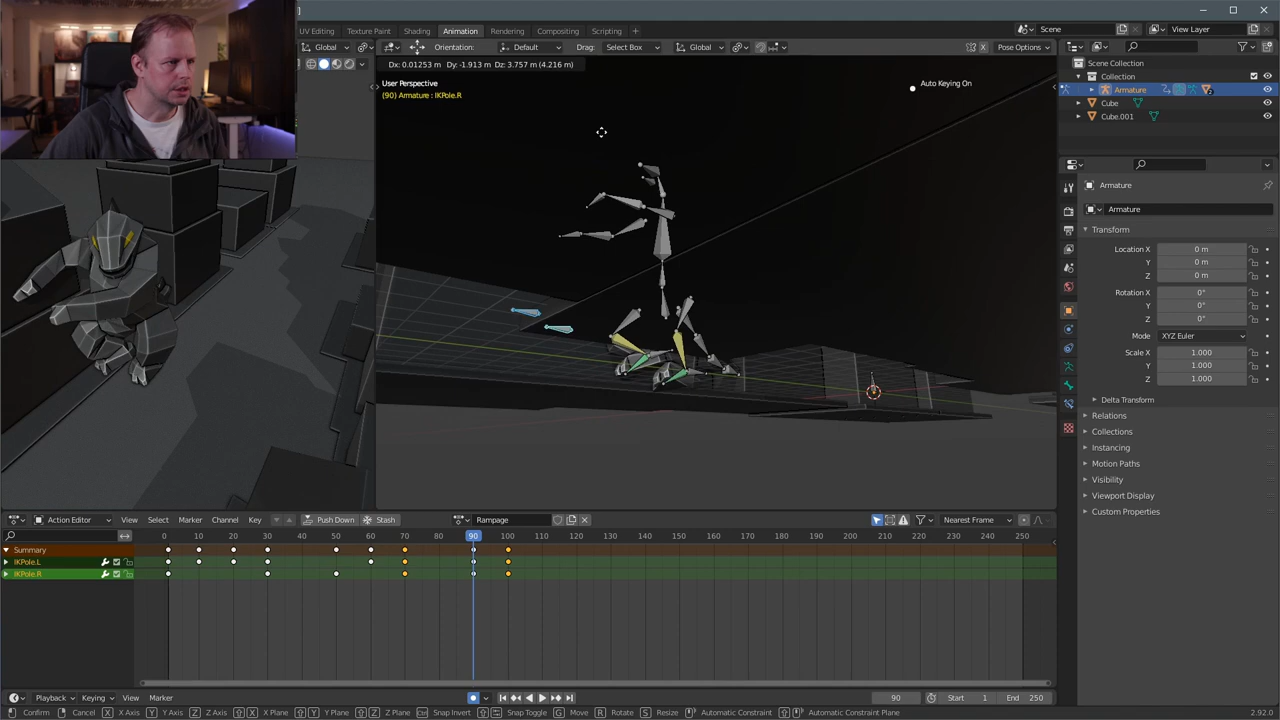 UV Editing Texture Paint Shading Animation Rendering Compositing Scripting + Scene View Layer
Global Orientation: Default Drag: Select Box Global Pose Options
Dx: 0.01253 m Dy: -1.913 m Dz: 3.757 m (4.216 m)
User Perspective
(90) Armature : IKPole.R
Auto Keying On
Scene Collection
Collection
Armature
Cube
Cube.001
Armature
Armature
Transform
Location X 0 m
Y 0 m
Z 0 m
Rotation X 0°
Y 0°
Z 0°
Mode XYZ Euler
Scale X 1.000
Y 1.000
Z 1.000
Delta Transform
Relations
Collections
Instancing
Motion Paths
Visibility
Viewport Display
Custom Properties
Action Editor View Select Marker Channel Key Push Down Stash Rampage Nearest Frame
0 10 20 30 40 50 60 70 80 90 100 110 120 130 140 150 160 170 180 190 200 210 220 230 240 250
Summary
IKPole.L
IKPole.R
Playback Keying View Marker 90 Start 1 End 250
Confirm Cancel X X Axis Y Y Axis Z Z Axis X X Plane Y Y Plane Z Z Plane Ctrl Snap Invert Snap Toggle G Move R Rotate S Resize Automatic Constraint Automatic Constraint Plane 2.92.0